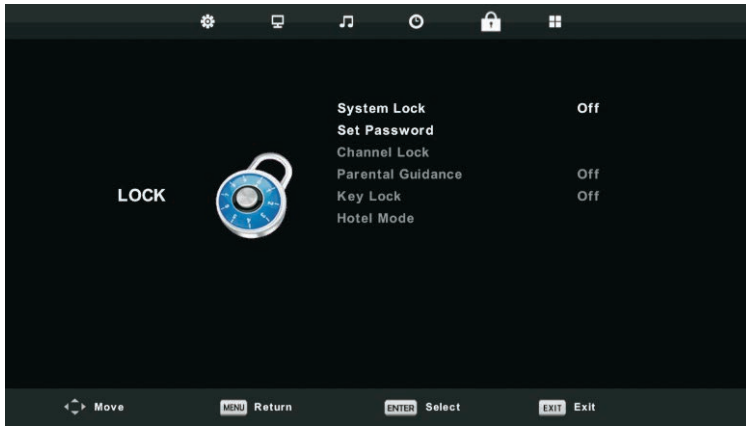 System Lock Off
Set Password
Channel Lock
Parental Guidance Off
LOCK
Key Lock Off
Hotel Mode
Move MENU Return ENTER Select EXIT Exit